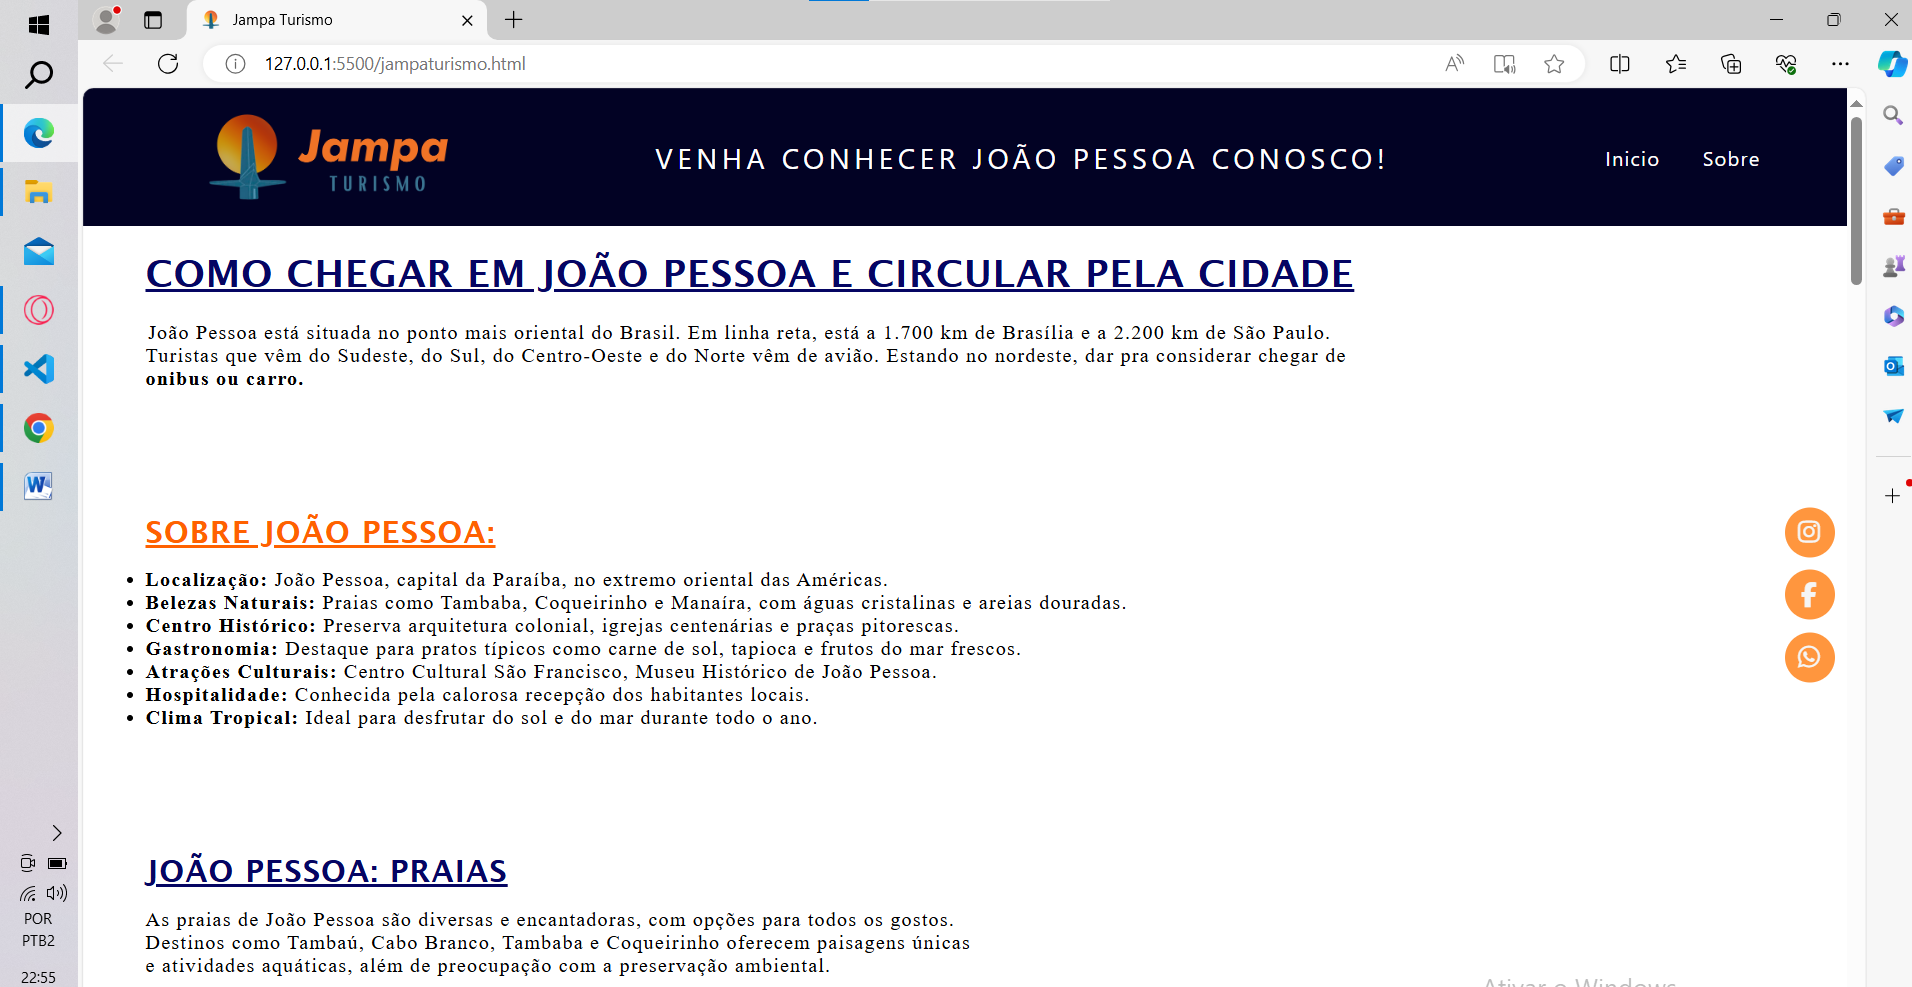 Jampa Turismo
127.0.0.1:5500/jampaturismo.html
Jampa
TURISMO
VENHA CONHECER JOÃO PESSOA CONOSCO!
Inicio
Sobre
COMO CHEGAR EM JOÃO PESSOA E CIRCULAR PELA CIDADE
João Pessoa está situada no ponto mais oriental do Brasil. Em linha reta, está a 1.700 km de Brasília e a 2.200 km de São Paulo.
Turistas que vêm do Sudeste, do Sul, do Centro-Oeste e do Norte vêm de avião. Estando no nordeste, dar pra considerar chegar de
onibus ou carro.
SOBRE JOÃO PESSOA:
Localização: João Pessoa, capital da Paraíba, no extremo oriental das Américas.
Belezas Naturais: Praias como Tambaba, Coqueirinho e Manaíra, com águas cristalinas e areias douradas.
Centro Histórico: Preserva arquitetura colonial, igrejas centenárias e praças pitorescas.
Gastronomia: Destaque para pratos típicos como carne de sol, tapioca e frutos do mar frescos.
Atrações Culturais: Centro Cultural São Francisco, Museu Histórico de João Pessoa.
Hospitalidade: Conhecida pela calorosa recepção dos habitantes locais.
Clima Tropical: Ideal para desfrutar do sol e do mar durante todo o ano.
JOÃO PESSOA: PRAIAS
As praias de João Pessoa são diversas e encantadoras, com opções para todos os gostos.
Destinos como Tambaú, Cabo Branco, Tambaba e Coqueirinho oferecem paisagens únicas
e atividades aquáticas, além de preocupação com a preservação ambiental.
POR
PTB2
22:55
Ativar o Windows